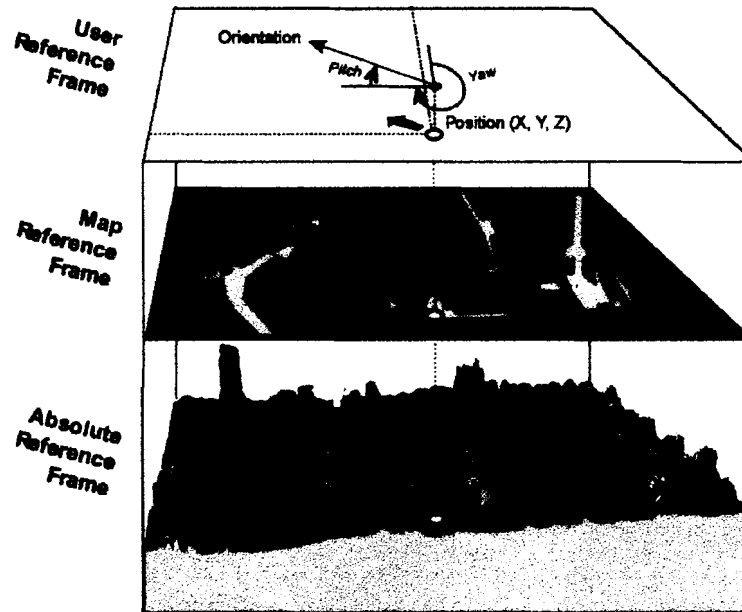 User
Reference
Frame
Orientation
Pitch
Yaw
Position (X, Y, Z)
Map
Reference
Frame
Absolute
Reference
Frame